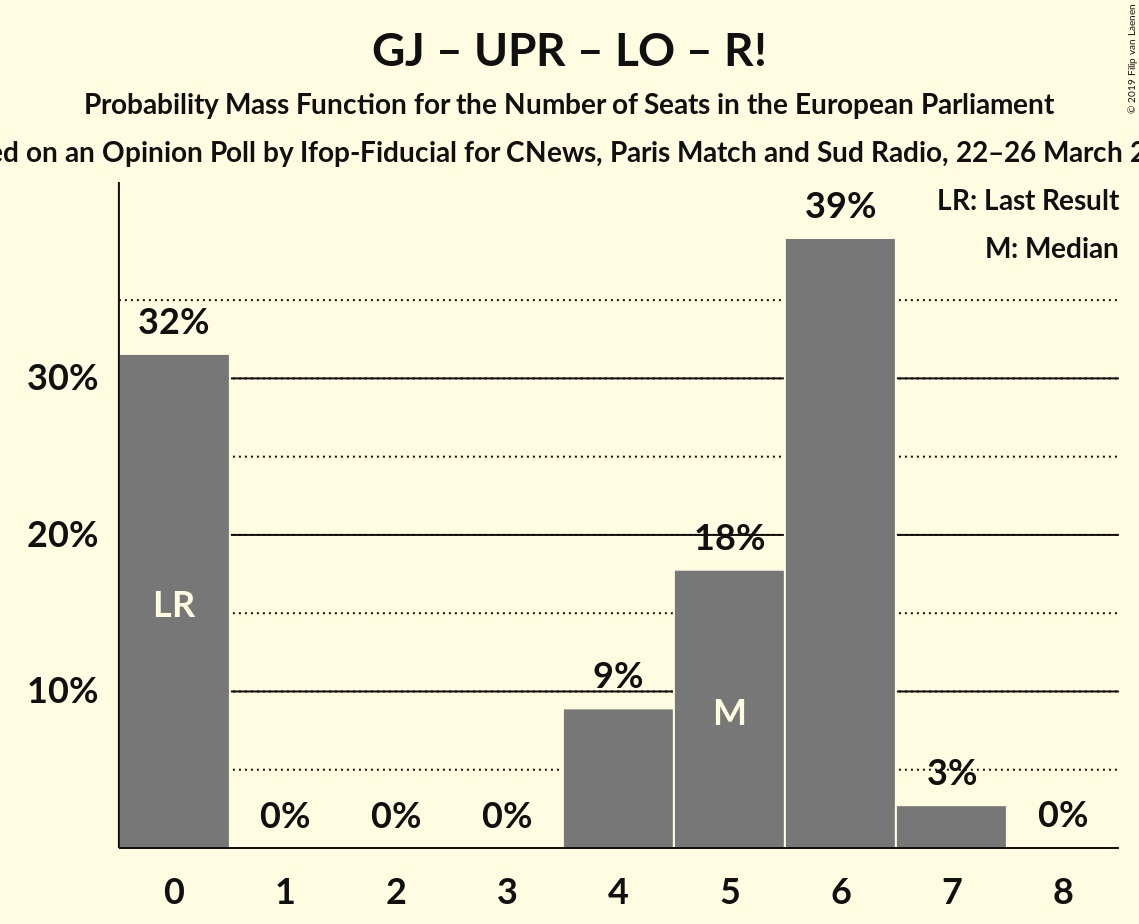 GJ – UPR – LO – R!
Probability Mass Function for the Number of Seats in the European Parliament
on an Opinion Poll by Ifop-Fiducial for CNews, Paris Match and Sud Radio, 22–26 March
© 2019 Filip van Laenen
LR: Last Result
M: Median
39%
32%
30%
20%
18%
LR
9%
10%
M
3%
0%
0%
0%
0%
0 1 2 3 4 5 6 7 8